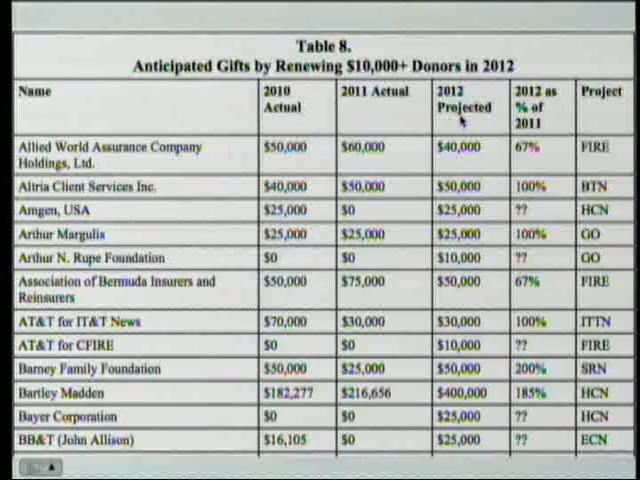 Table 8.
Anticipated Gifts by Renewing $10,000+ Donors in 2012
Name 2010 Actual 2011 Actual 2012 Projected 2012 as % of 2011 Project
Allied World Assurance Company Holdings, Ltd. $50,000 $60,000 $40,000 67% FIRE
Altria Client Services Inc. $40,000 $50,000 $50,000 100% BTN
Amgen, USA $25,000 $0 $25,000 ?? HCN
Arthur Margulis $25,000 $25,000 $25,000 100% GO
Arthur N. Rupe Foundation $0 $0 $10,000 ?? GO
Association of Bermuda Insurers and Reinsurers $50,000 $75,000 $50,000 67% FIRE
AT&T for IT&T News $70,000 $30,000 $30,000 100% ITTN
AT&T for CFIRE $0 $0 $10,000 ?? FIRE
Barney Family Foundation $50,000 $25,000 $50,000 200% SRN
Bartley Madden $182,277 $216,656 $400,000 185% HCN
Bayer Corporation $0 $0 $25,000 ?? HCN
BB&T (John Allison) $16,105 $0 $25,000 ?? ECN